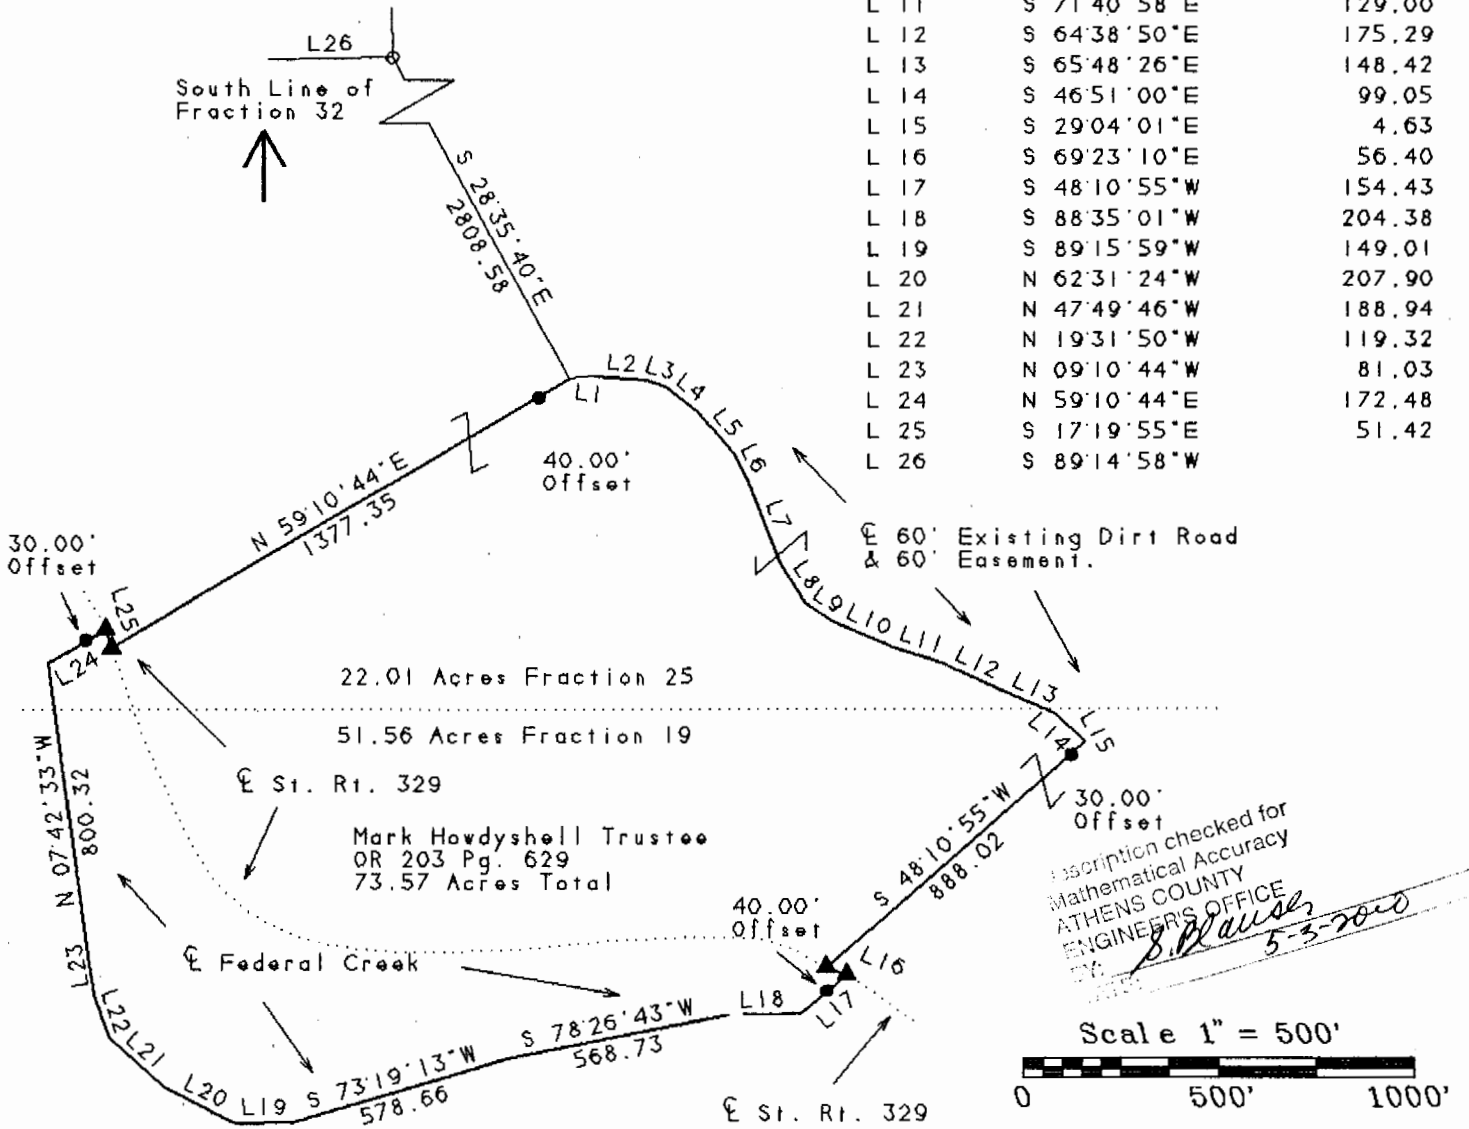 L 11 S 71°40'58"E 129.00
L 12 S 64°38'50"E 175.29
L 13 S 65°48'26"E 148.42
L 14 S 46°51'00"E 99.05
L 15 S 29°04'01"E 4.63
L 16 S 69°23'10"E 56.40
L 17 S 48°10'55"W 154.43
L 18 S 88°35'01"W 204.38
L 19 S 89°15'59"W 149.01
L 20 N 62°31'24"W 207.90
L 21 N 47°49'46"W 188.94
L 22 N 19°31'50"W 119.32
L 23 N 09°10'44"W 81.03
L 24 N 59°10'44"E 172.48
L 25 S 17°19'55"E 51.42
L 26 S 89°14'58"W
L26
South Line of
Fraction 32
S 28°35'40"E
2808.58
L1
L2
L3
L4
L5
L6
L7
L8
L9
L10
L11
L12
L13
L14
L15
40.00'
Offset
N 59°10'44"E
1377.35
30.00'
Offset
L25
L24
℄ 60' Existing Dirt Road
& 60' Easement.
22.01 Acres Fraction 25
51.56 Acres Fraction 19
℄ St. Rt. 329
Mark Howdyshell Trustee
OR 203 Pg. 629
73.57 Acres Total
N 07°42'33"W
800.32
S 48°10'55"W
888.02
30.00'
Offset
40.00'
Offset
L16
L17
L18
℄ Federal Creek
L23
L22
L21
L20
L19
S 73°19'13"W
578.66
S 78°26'43"W
568.73
℄ St. Rt. 329
checked for
Mathematical Accuracy
ATHENS COUNTY
ENGINEER'S OFFICE
5-3-2010
Scale 1" = 500'
0 500' 1000'